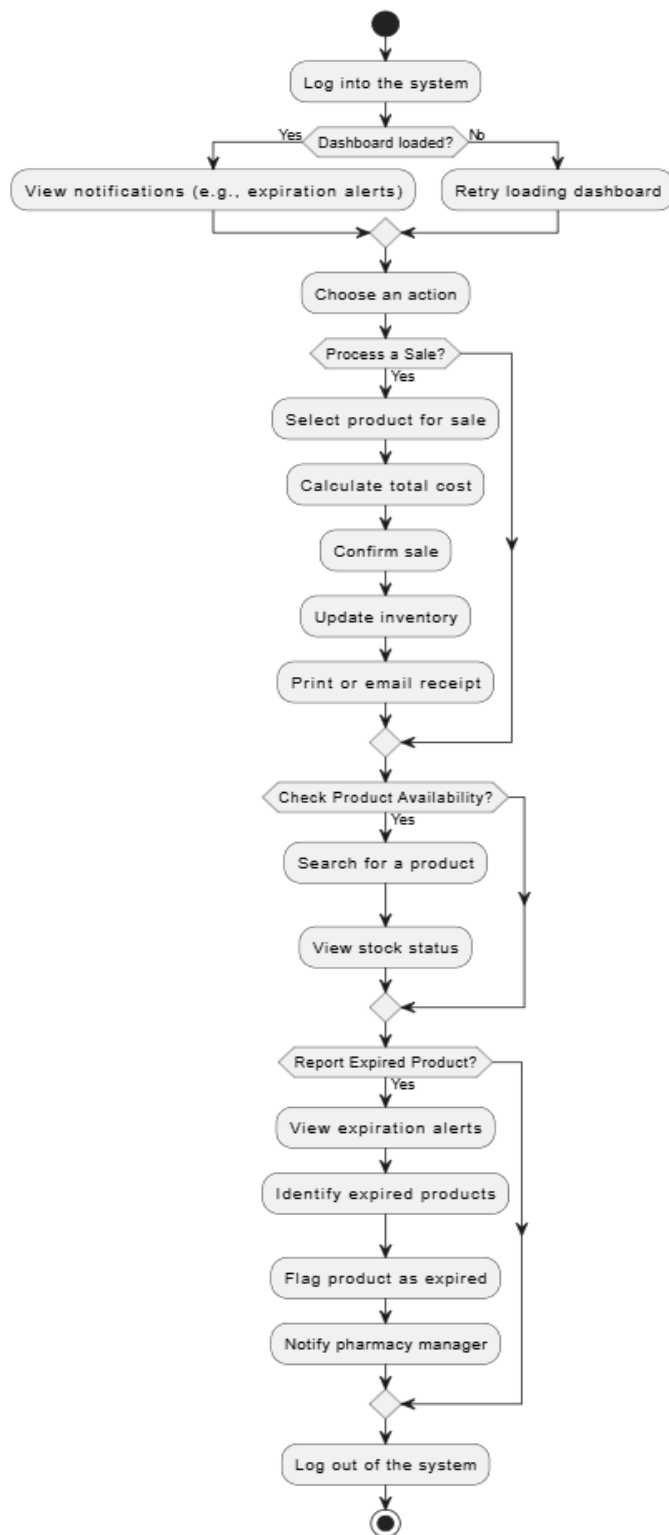 Log into the system
Yes
Dashboard loaded?
No
View notifications (e.g., expiration alerts)
Retry loading dashboard
Choose an action
Process a Sale?
Yes
Select product for sale
Calculate total cost
Confirm sale
Update inventory
Print or email receipt
Check Product Availability?
Yes
Search for a product
View stock status
Report Expired Product?
Yes
View expiration alerts
Identify expired products
Flag product as expired
Notify pharmacy manager
Log out of the system